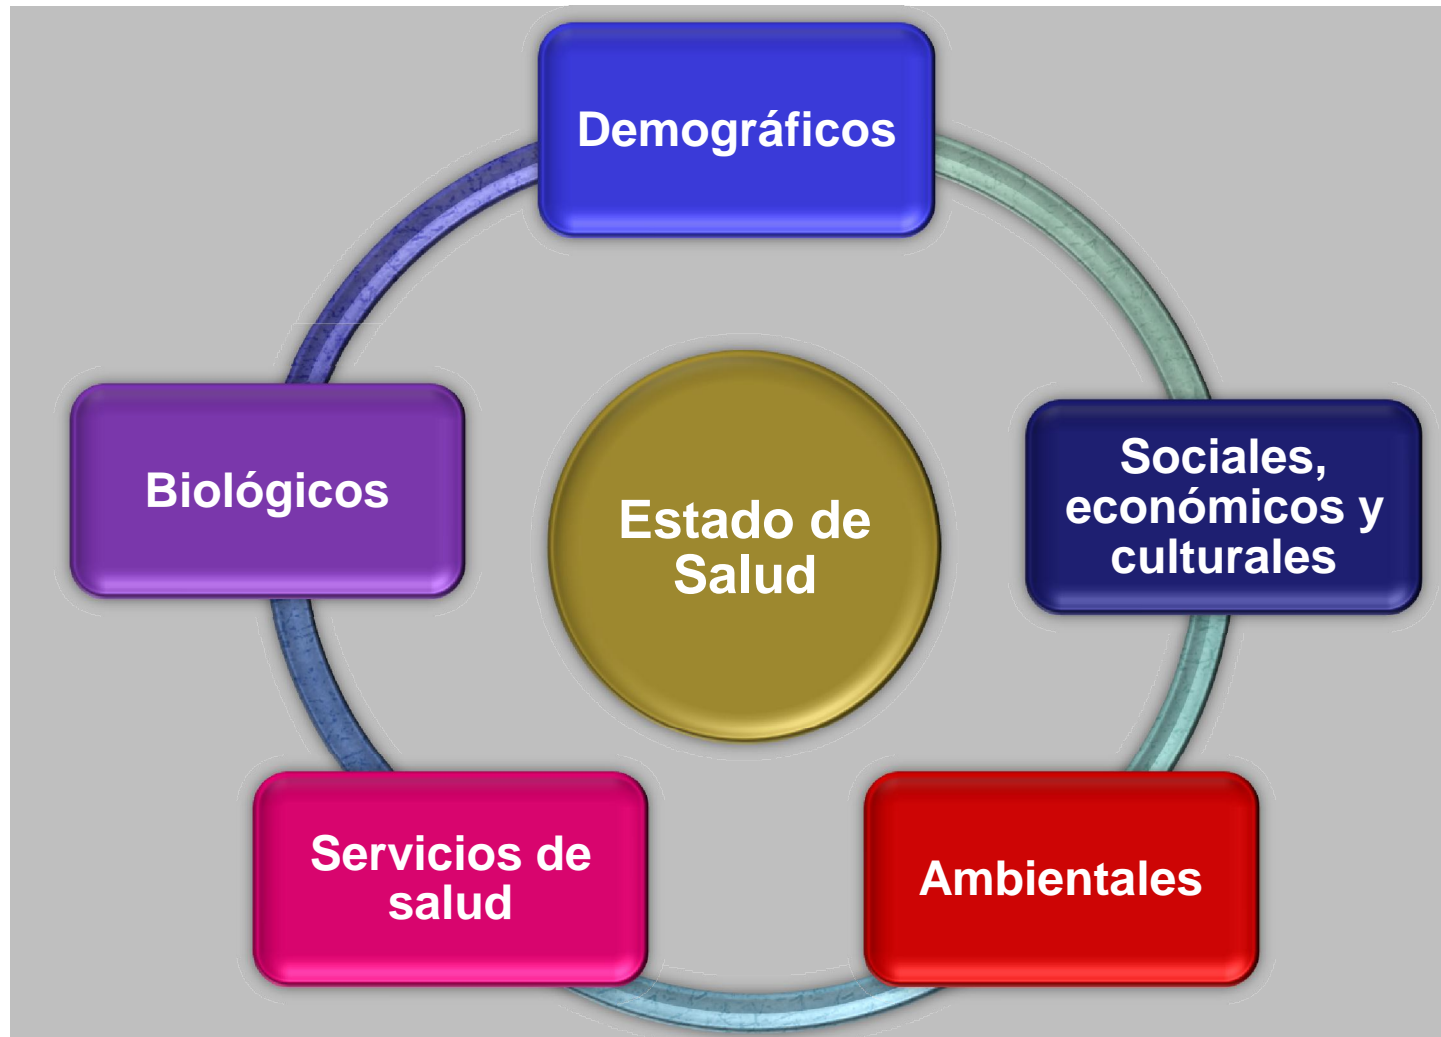 Demográficos
Sociales,
económicos y
culturales
Biológicos
Estado de
Salud
Servicios de
salud
Ambientales